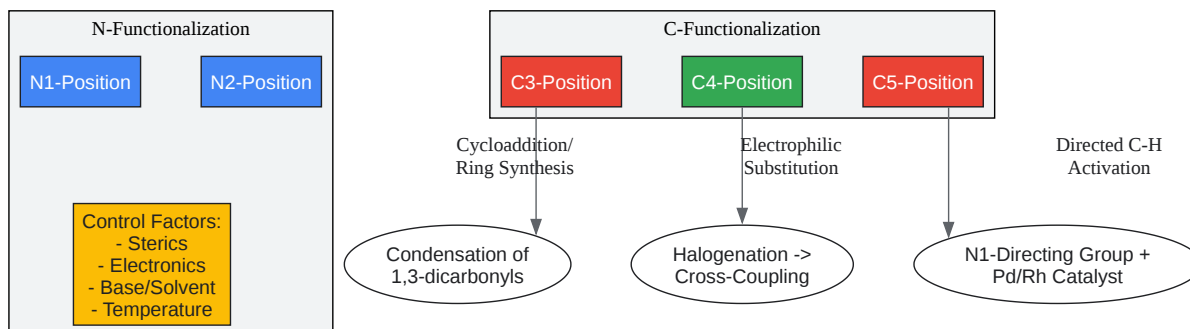 N-Functionalization
N1-Position
N2-Position
Control Factors:
- Sterics
- Electronics
- Base/Solvent
- Temperature
C-Functionalization
C3-Position
C4-Position
C5-Position
Cycloaddition/
Ring Synthesis
Electrophilic
Substitution
Directed C-H
Activation
Condensation of
1,3-dicarbonyls
Halogenation ->
Cross-Coupling
N1-Directing Group +
Pd/Rh Catalyst